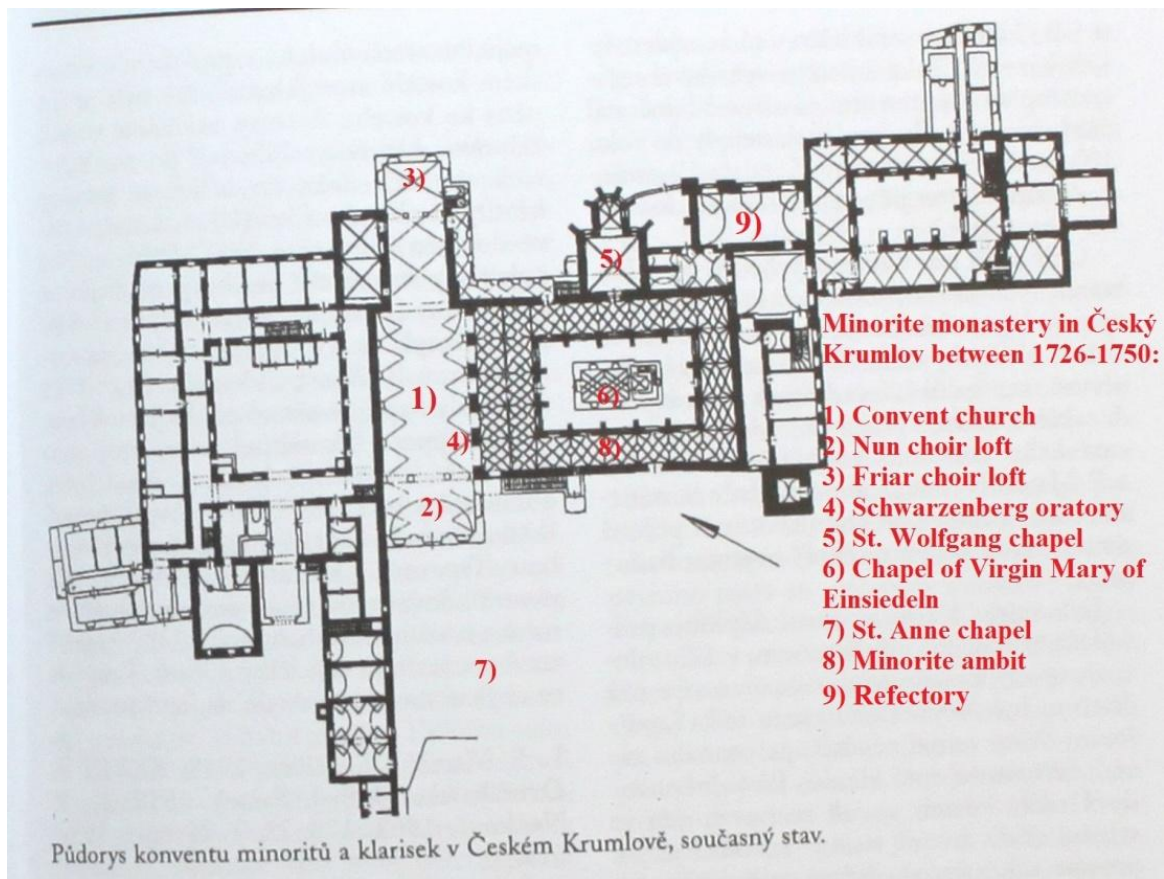 3)
9)
5)
1)
6)
4)
8)
2)
7)
Minorite monastery in Český
Krumlov between 1726-1750:
1) Convent church
2) Nun choir loft
3) Friar choir loft
4) Schwarzenberg oratory
5) St. Wolfgang chapel
6) Chapel of Virgin Mary of
Einsiedeln
7) St. Anne chapel
8) Minorite ambit
9) Refectory
Půdorys konventu minoritů a klarisek v Českém Krumlově, současný stav.